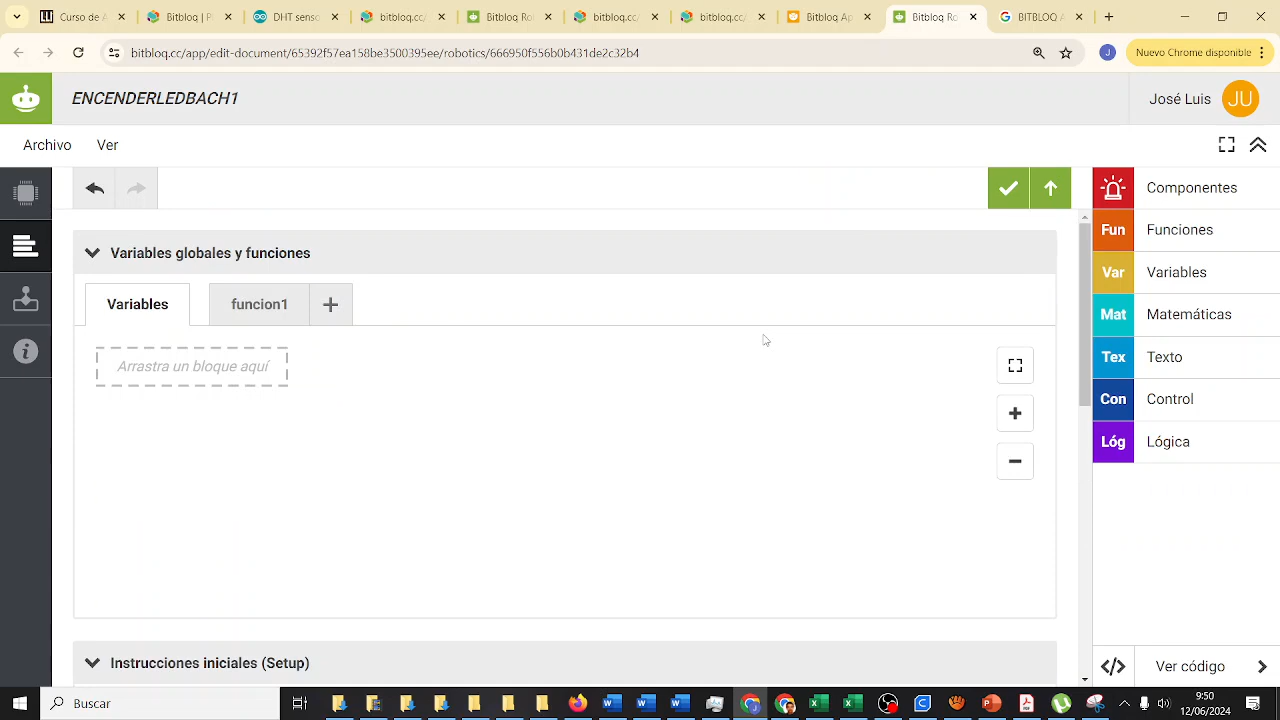 Curso d A
Bitbloq P
DHT senso
bitbloq.cc
Bitbloq Ro
bitbloq.cc
bitbloq.cc
Bitbloq Ap
Bitbloq Ro
BITBLOQ A
bitbloq.cc/app/edit-document/65392f57ea158be3500395ee/robotics/666950f556b0b431de2c32b4
J
Nuevo Chrome disponible
ENCENDERLEDBACH1
José Luis
JU
Archivo
Ver
Componentes
Variables globales y funciones
Fun
Funciones
Var
Variables
Variables
funcion1
Mat
Matemáticas
Arrastra un bloque aquí
Tex
Texto
Con
Control
Lóg
Lógica
Instrucciones iniciales (Setup)
Ver código
Buscar
9:50
12/06/2024